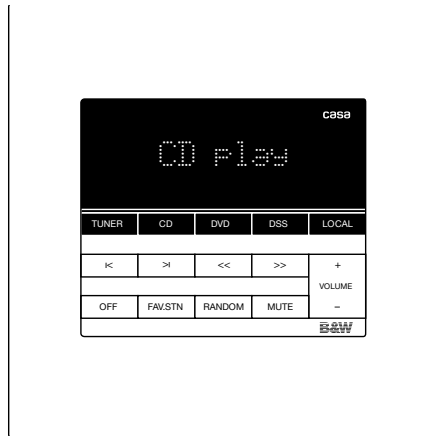 casa
CD play
TUNER CD DVD DSS LOCAL
|< >| << >> +
VOLUME
OFF FAV.STN RANDOM MUTE –
B&W